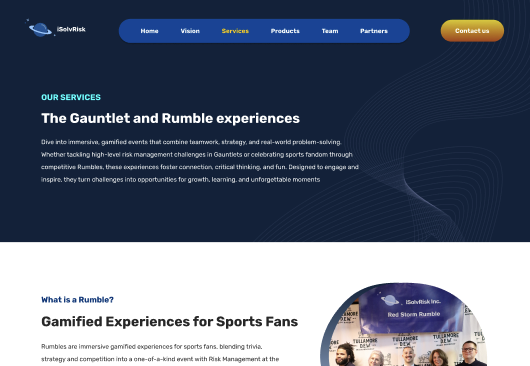 iSolvRisk
Home Vision Services Products Team Partners
Contact us
OUR SERVICES
The Gauntlet and Rumble experiences
Dive into immersive, gamified events that combine teamwork, strategy, and real-world problem-solving.
Whether tackling high-level risk management challenges in Gauntlets or celebrating sports fandom through
competitive Rumbles, these experiences foster connection, critical thinking, and fun. Designed to engage and
inspire, they turn challenges into opportunities for growth, learning, and unforgettable moments
What is a Rumble?
Gamified Experiences for Sports Fans
Rumbles are immersive gamified experiences for sports fans, blending trivia,
strategy and competition into a one-of-a-kind event with Risk Management at the
iSolvRisk Inc.
Red Storm Rumble
TULLAMORE
DEW
TULLAMORE
DEW
TULLAMORE
DEW